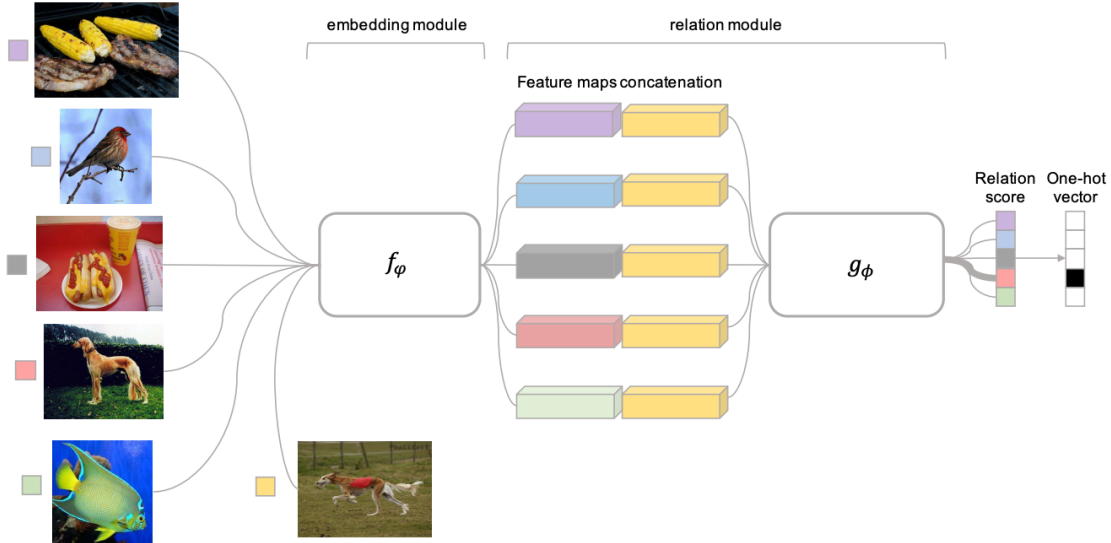 embedding module
relation module
Feature maps concatenation
Relation
score
One-hot
vector
fφ
gϕ